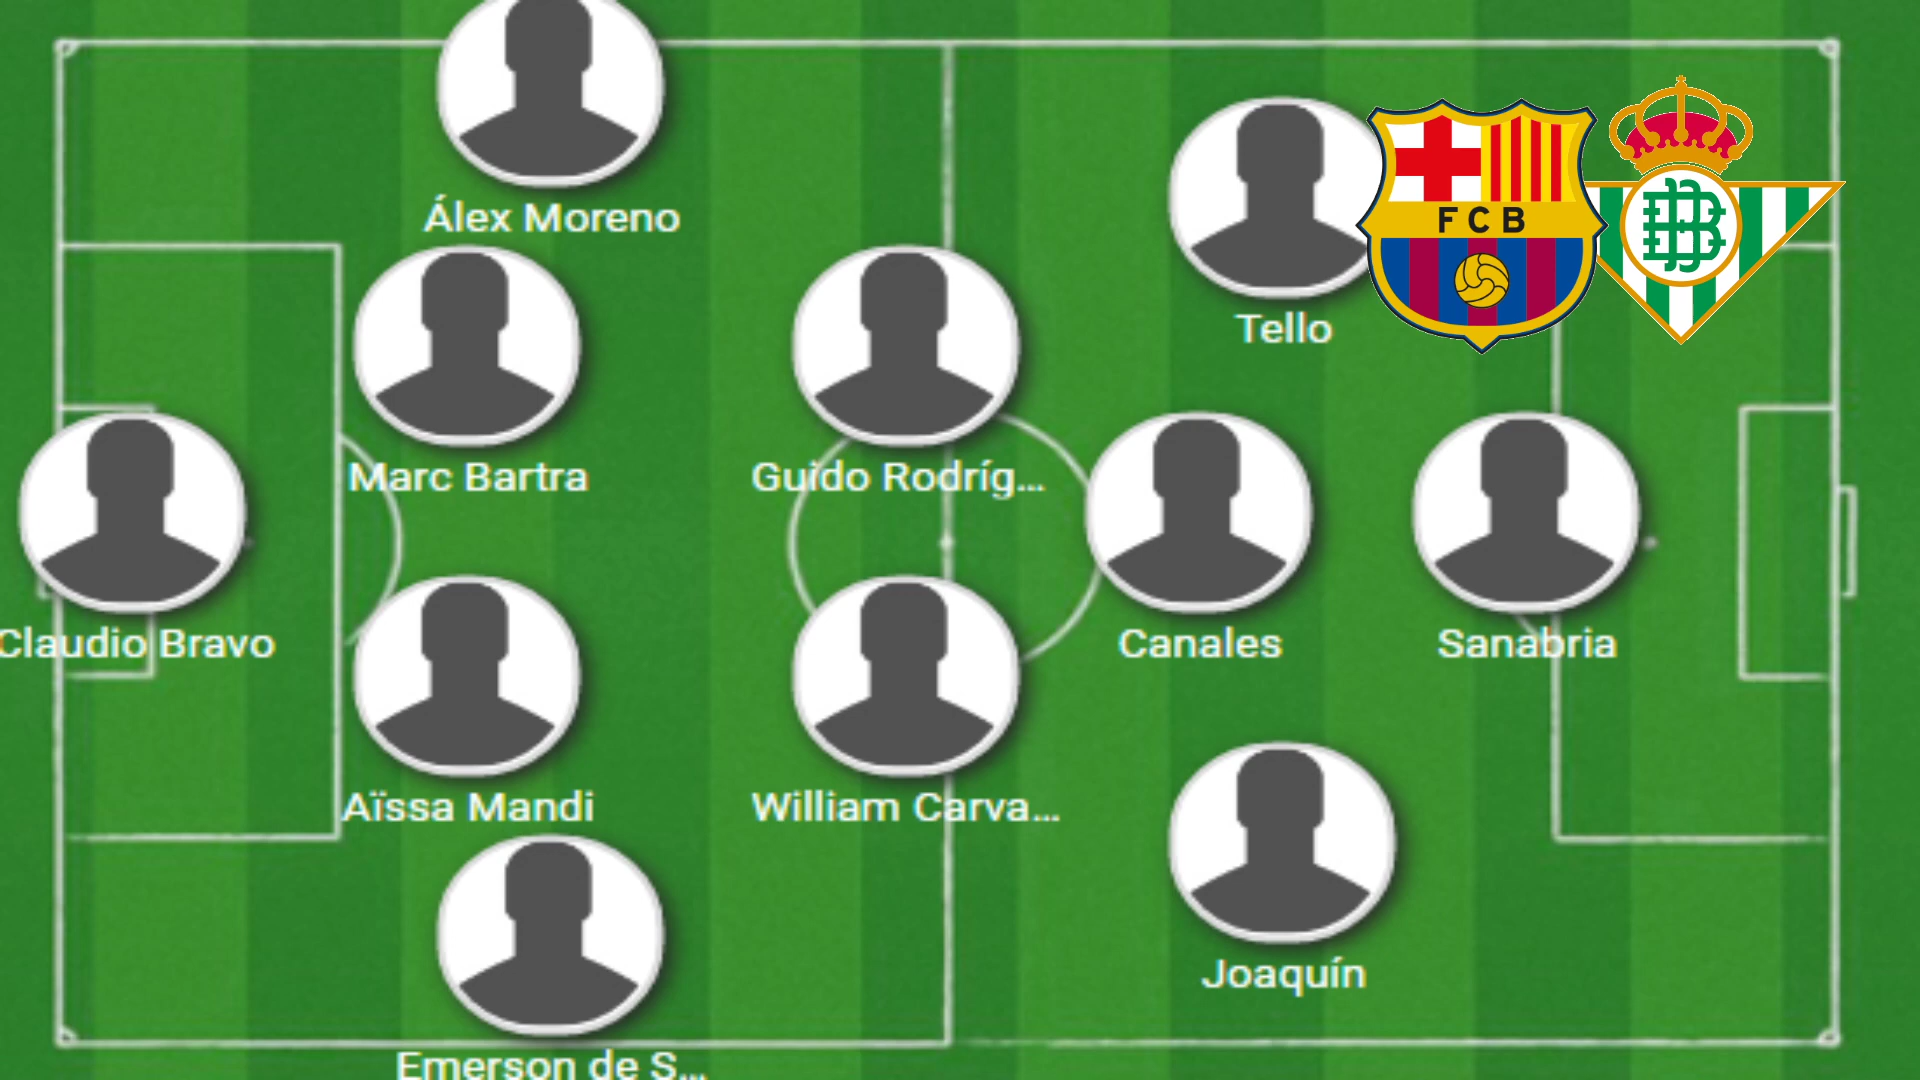 Álex Moreno
FCB
Tello
Marc Bartra
Guido Rodríg...
Claudio Bravo
Canales
Sanabria
Aïssa Mandi
William Carva...
Joaquín
Emerson de S...